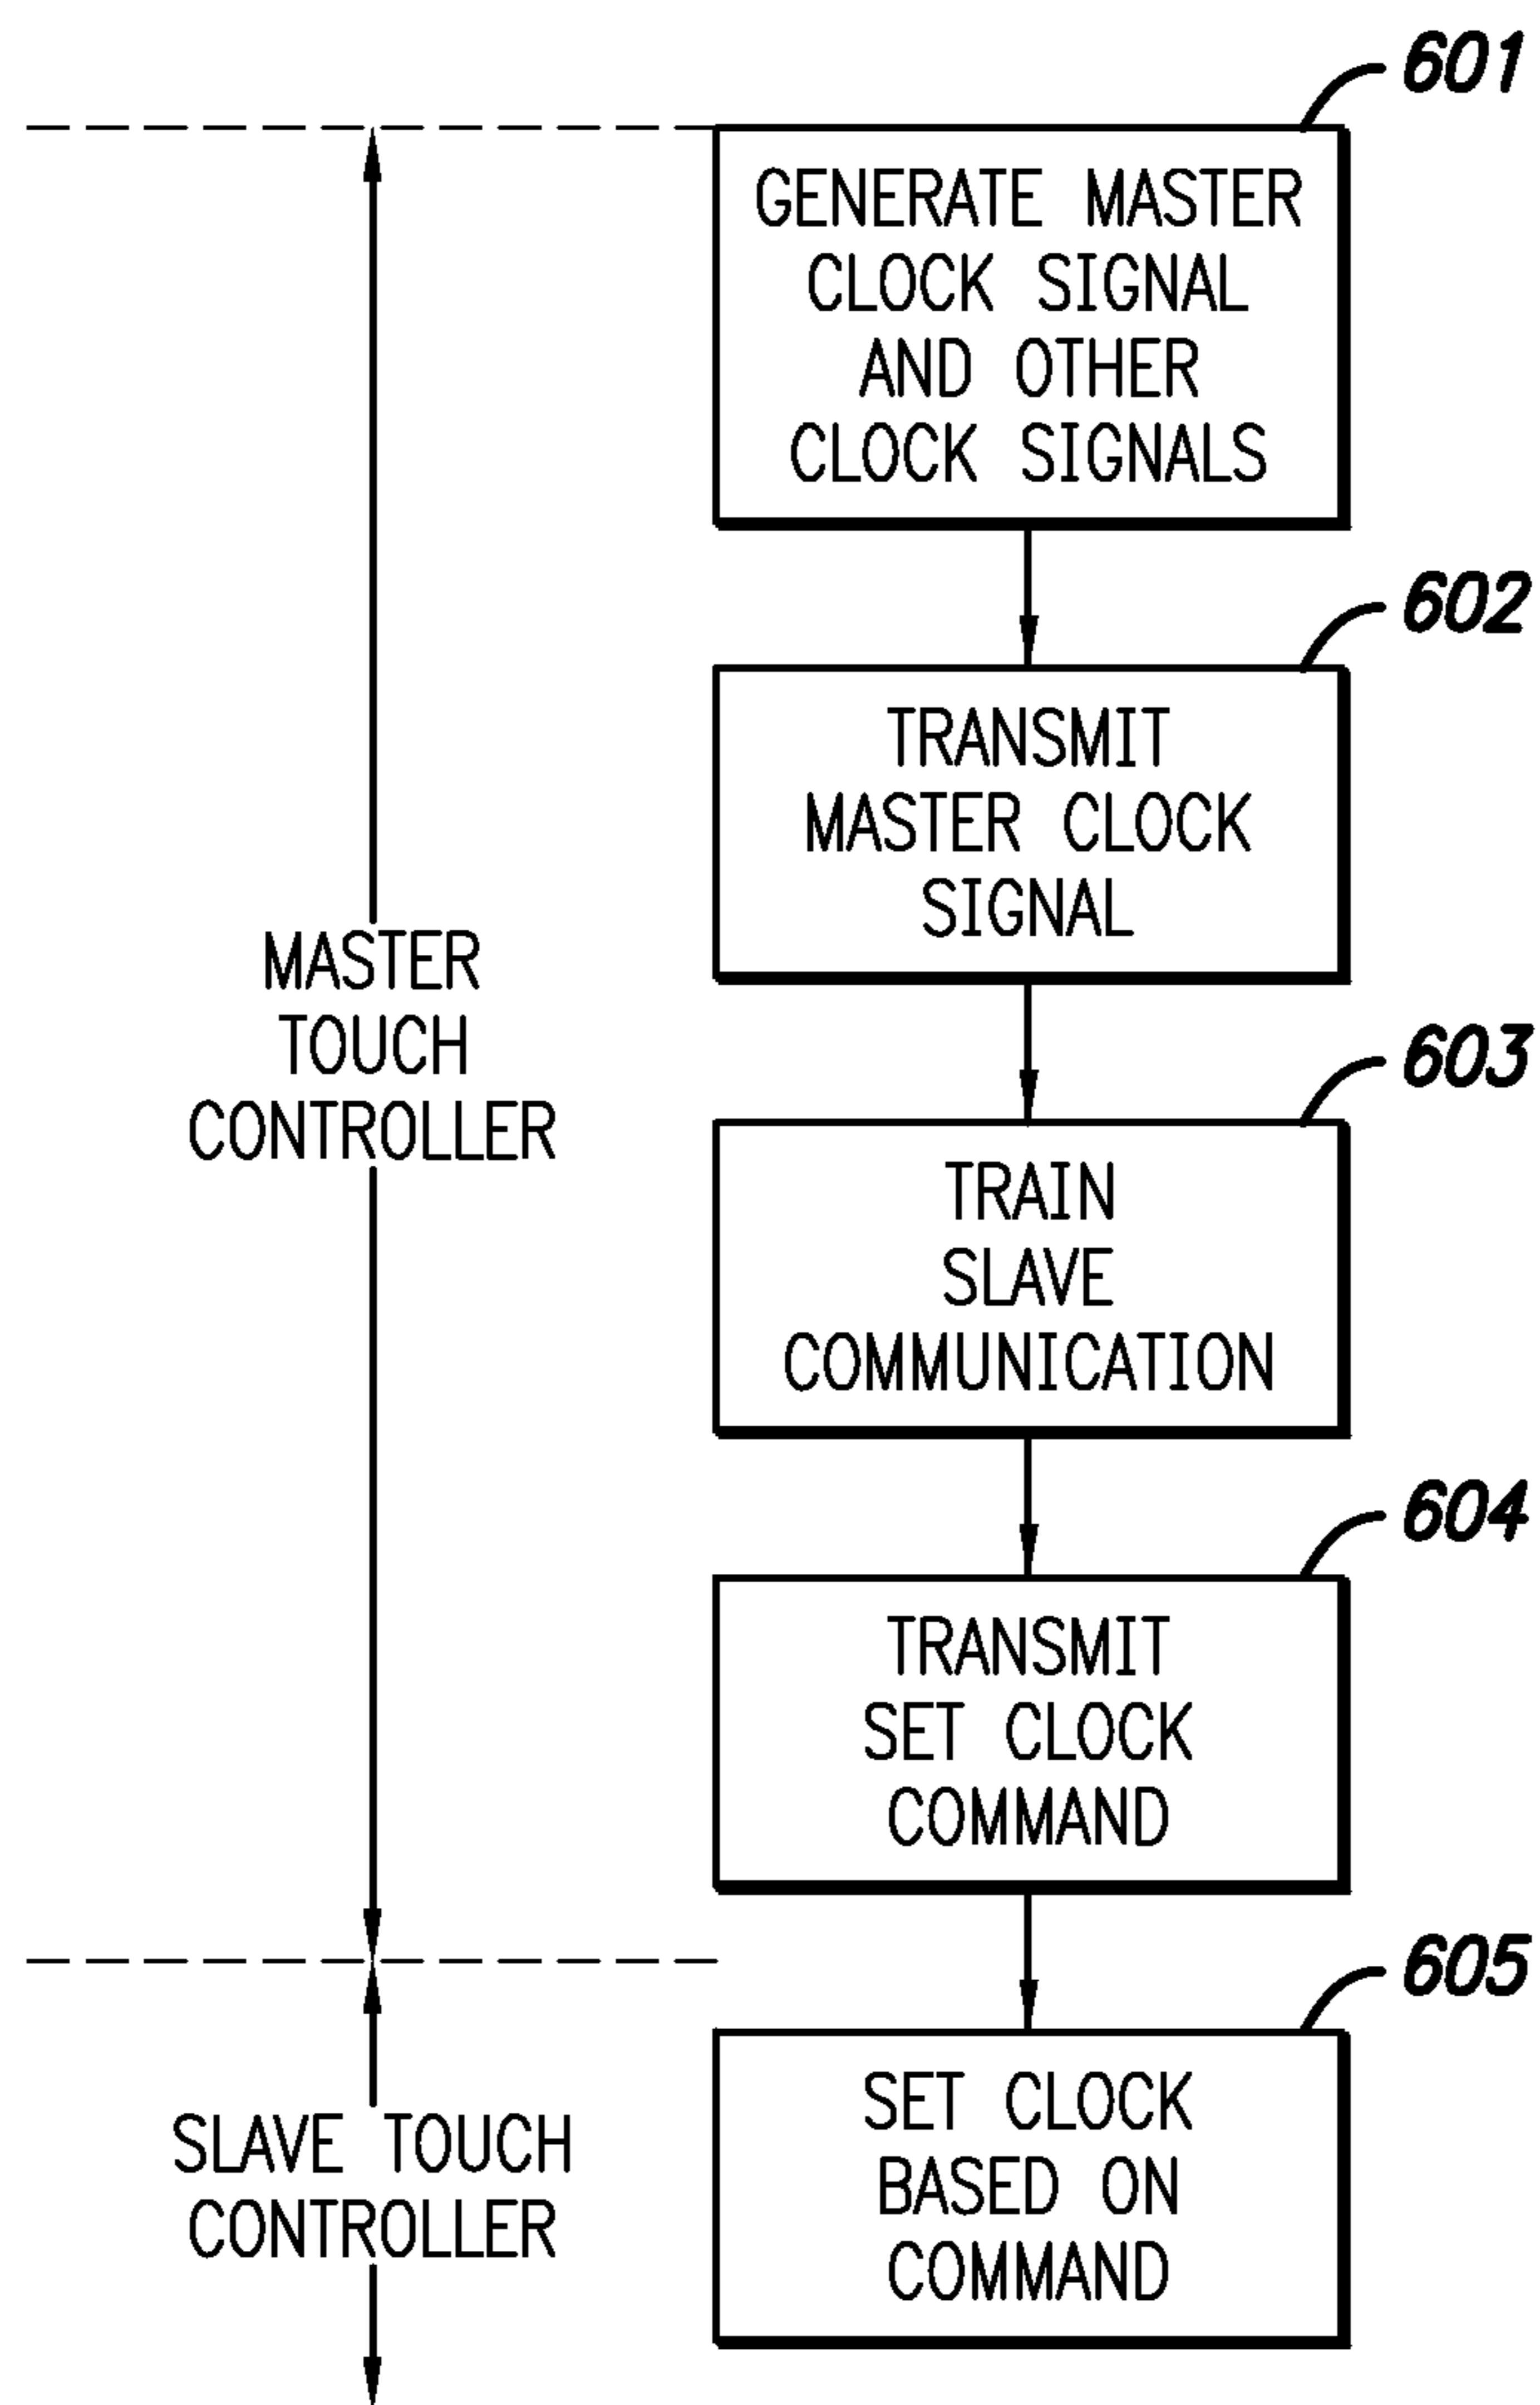 601
GENERATE MASTER
CLOCK SIGNAL
AND OTHER
CLOCK SIGNALS
602
TRANSMIT
MASTER CLOCK
SIGNAL
MASTER
TOUCH
CONTROLLER
603
TRAIN
SLAVE
COMMUNICATION
604
TRANSMIT
SET CLOCK
COMMAND
605
SET CLOCK
BASED ON
COMMAND
SLAVE TOUCH
CONTROLLER